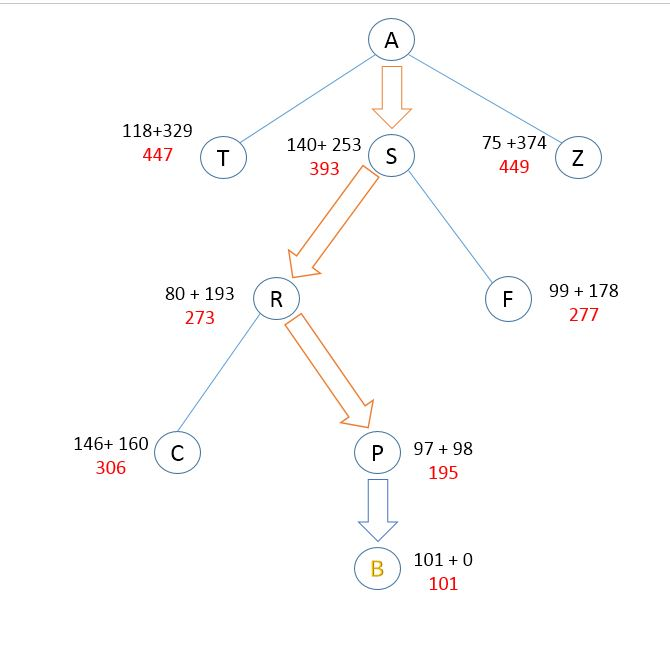 A
118+329
447
T
140+ 253
393
S
75 +374
449
Z
80 + 193
273
R
F
99 + 178
277
146+ 160
306
C
P
97 + 98
195
B
101 + 0
101